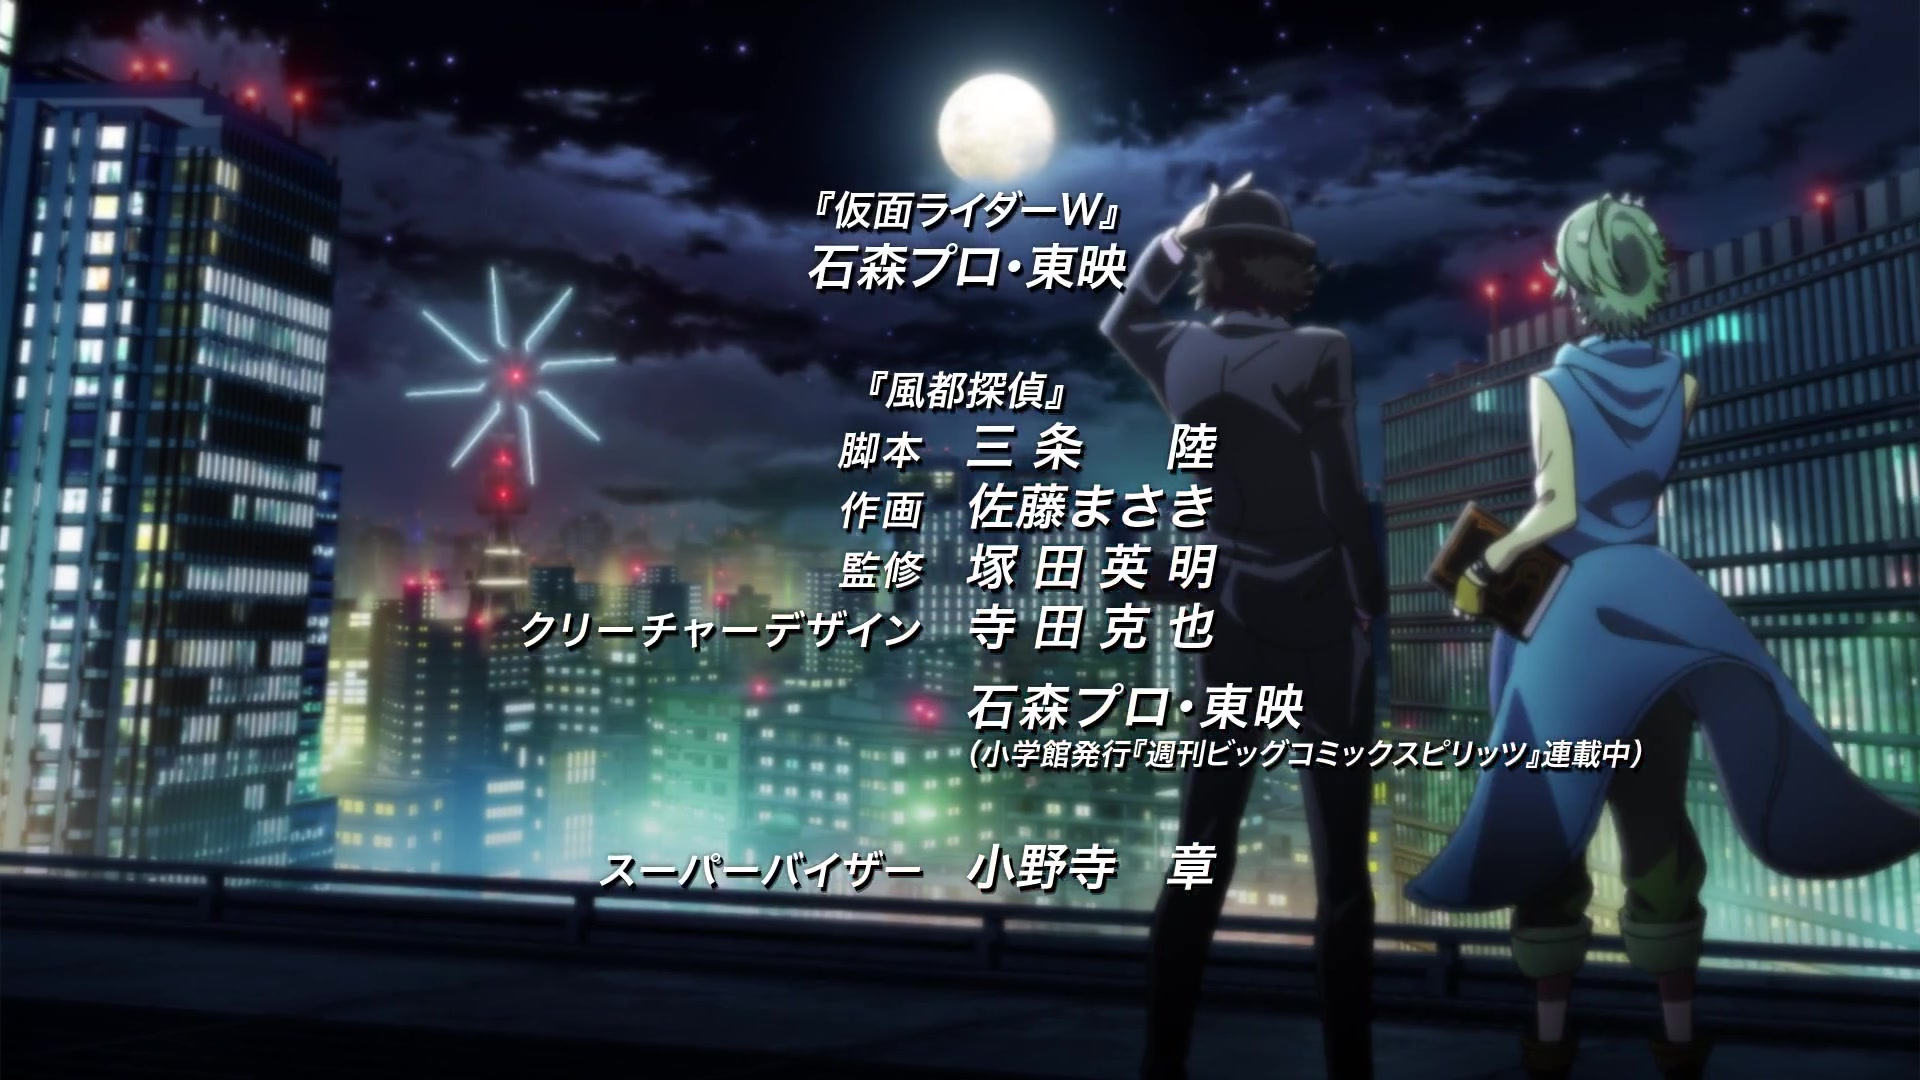 『仮面ライダーW』
石森プロ・東映
『風都探偵』
脚本 三条 陸
作画 佐藤まさき
監修 塚田英明
クリーチャーデザイン 寺田克也
石森プロ・東映
(小学館発行『週刊ビッグコミックスピリッツ』連載中)
スーパーバイザー 小野寺 章